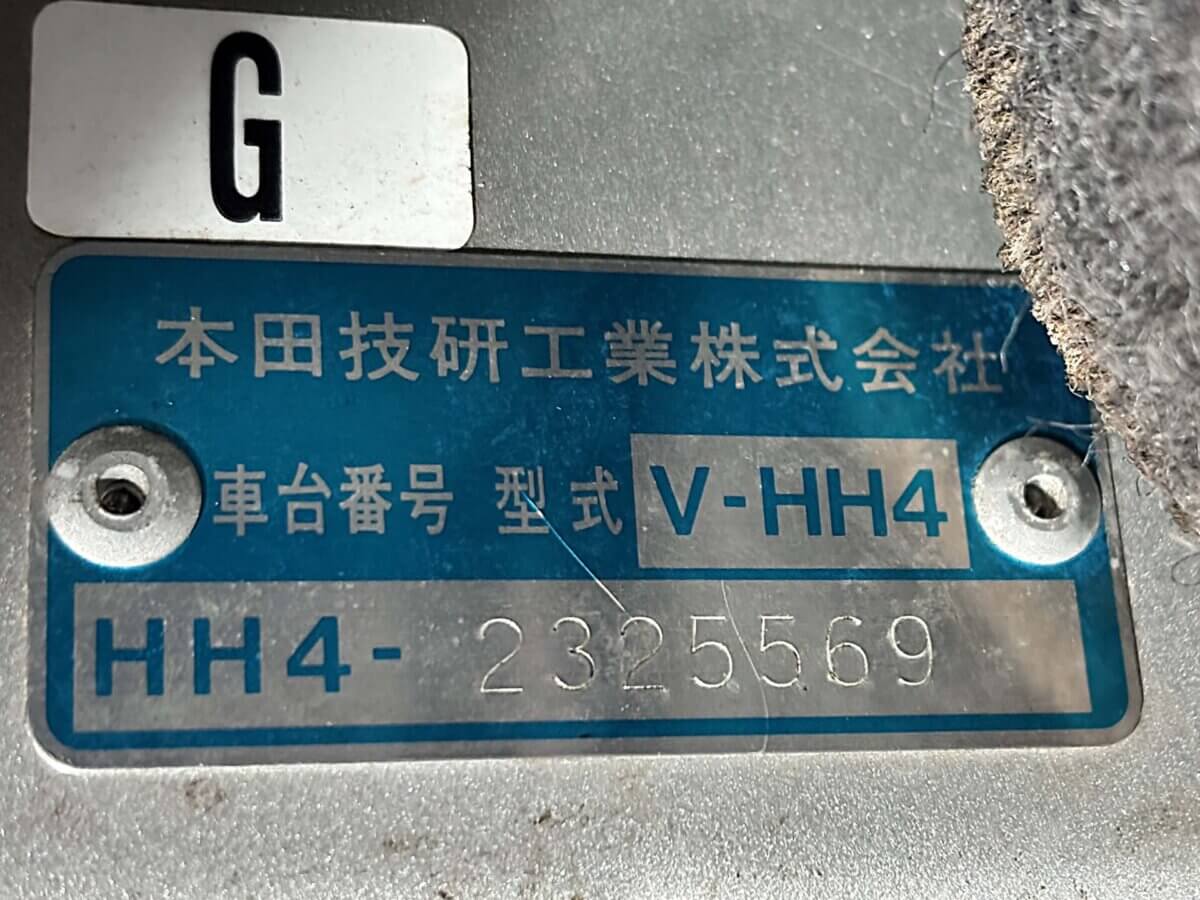 G
本田技研工業株式会社
車台番号 型式 V-HH4
HH4- 2325569